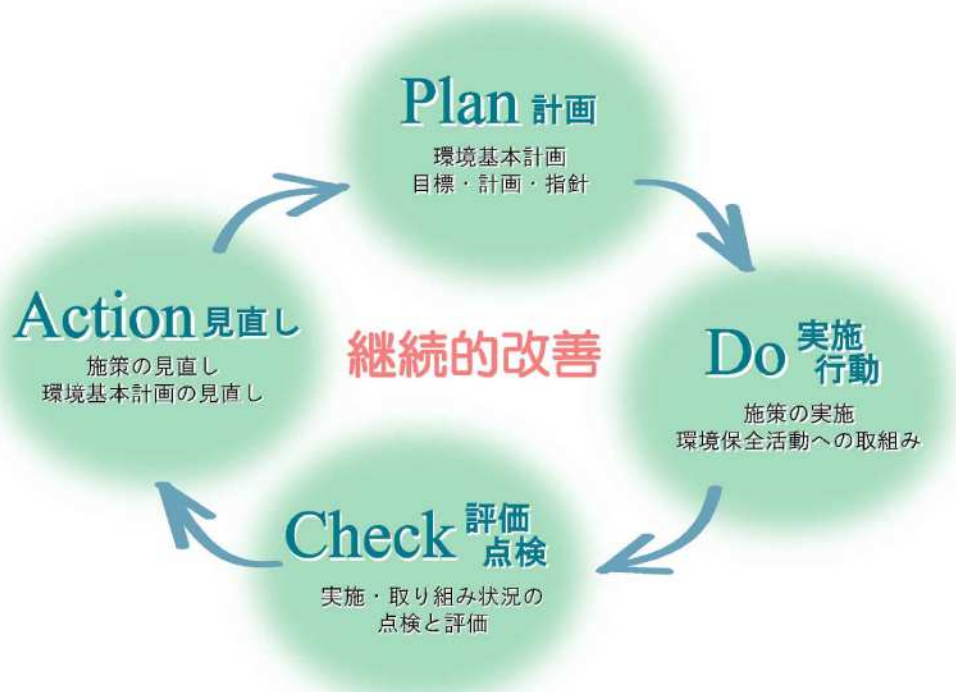 Plan 計画
環境基本計画
目標・計画・指針
Action 見直し
施策の見直し
環境基本計画の見直し
継続的改善
Do 実施
行動
施策の実施
環境保全活動への取組み
Check 評価
点検
実施・取り組み状況の
点検と評価